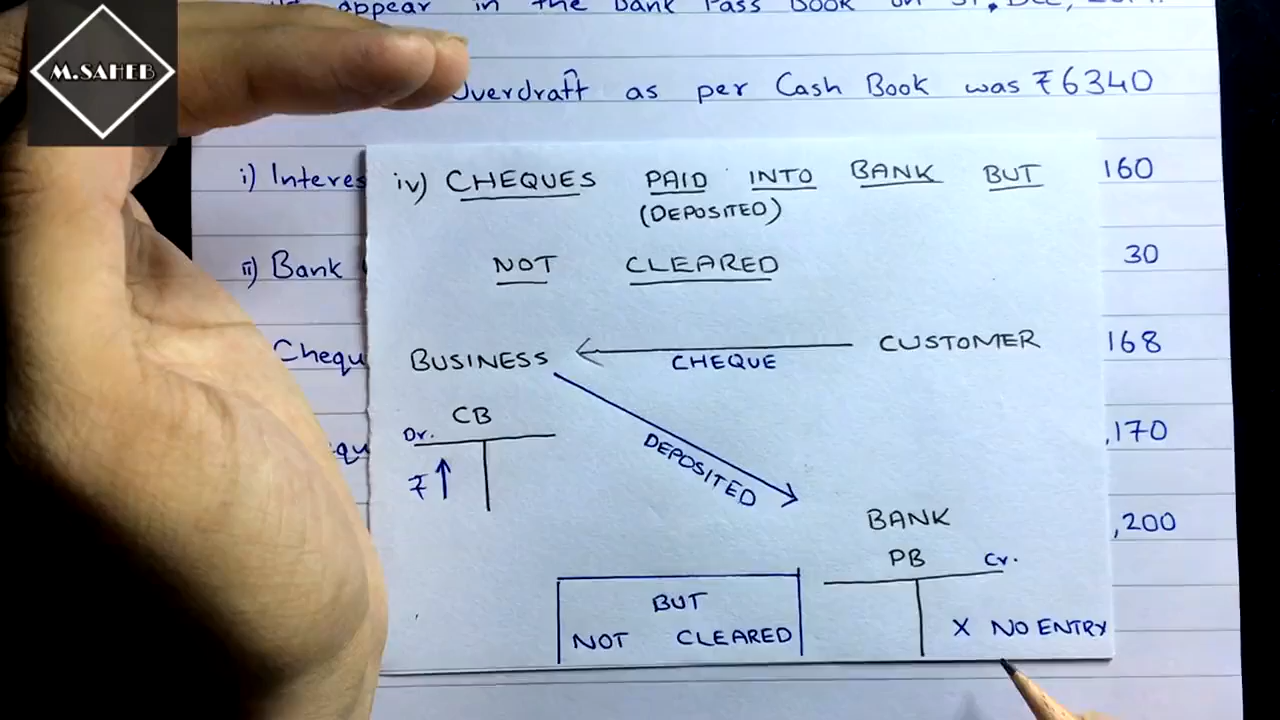 M.SAHEB
appear in the Bank Pass Book on 31st Dec,
Overdraft as per Cash Book was ₹6340
i) Interes 160
ii) Bank 30
Chequ 168
qu ,170
,200
iv) CHEQUES PAID INTO BANK BUT
(DEPOSITED)
NOT CLEARED
BUSINESS CHEQUE CUSTOMER
CB
Dr.
₹
DEPOSITED
BANK
PB Cr.
X NO ENTRY
BUT
NOT CLEARED